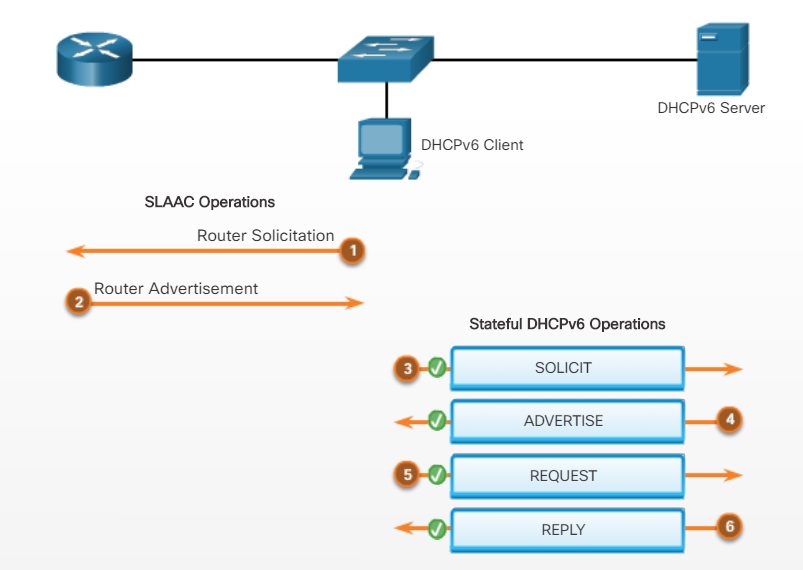 DHCPv6 Server
DHCPv6 Client
SLAAC Operations
Router Solicitation
1
2
Router Advertisement
Stateful DHCPv6 Operations
3
SOLICIT
ADVERTISE
4
5
REQUEST
REPLY
6